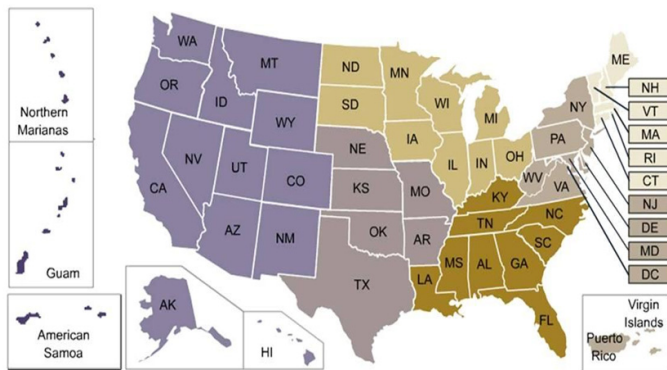 WA
MT
ND
MN
ME
OR
ID
SD
WI
MI
NY
NH
VT
MA
RI
CT
NJ
DE
MD
DC
Northern
Marianas
WY
IA
NE
PA
NV
UT
CO
IL
IN
OH
WV
VA
CA
KS
MO
KY
NC
TN
AZ
NM
OK
AR
SC
MS
AL
GA
TX
LA
FL
Guam
AK
HI
American
Samoa
Virgin
Islands
Puerto
Rico